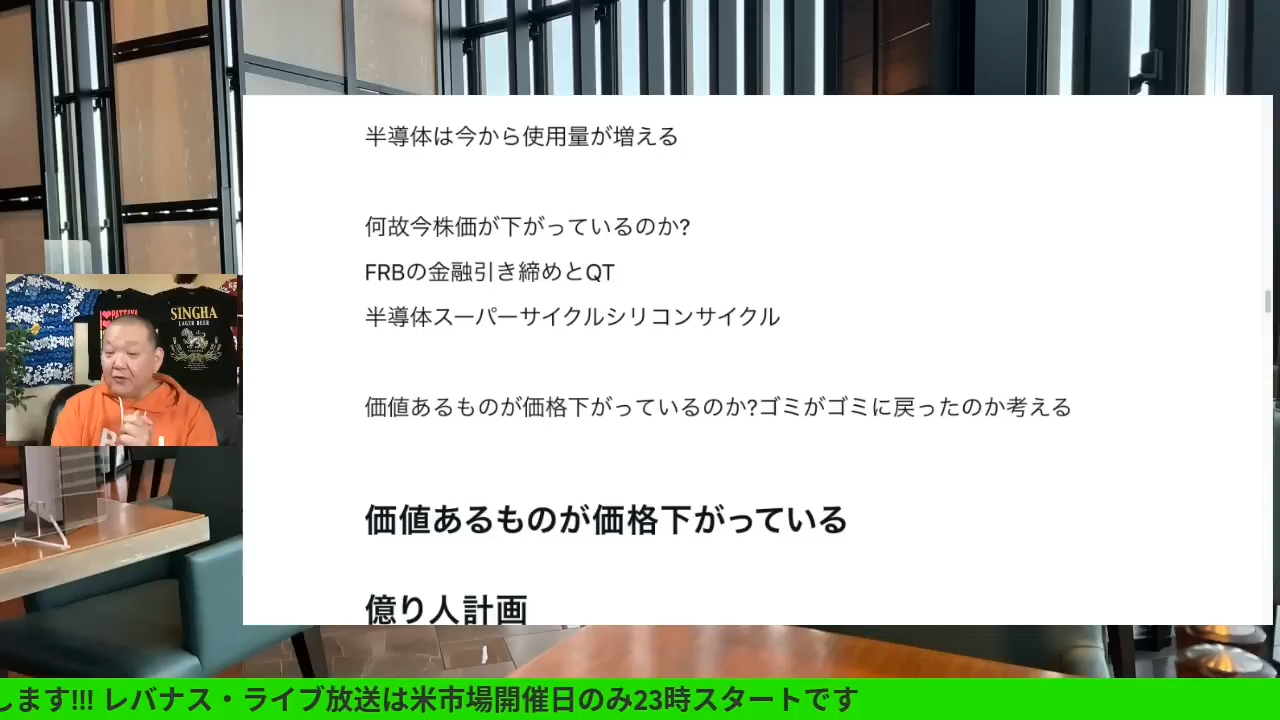 半導体は今から使用量が増える
何故今株価が下がっているのか?
FRBの金融引き締めとQT
半導体スーパーサイクルシリコンサイクル
価値あるものが価格下がっているのか?ゴミがゴミに戻ったのか考える
価値あるものが価格下がっている
億り人計画
PATTAYA
SINGHA
LAGER BEER
します!!! レバナス・ライブ放送は米市場開催日のみ23時スタートです